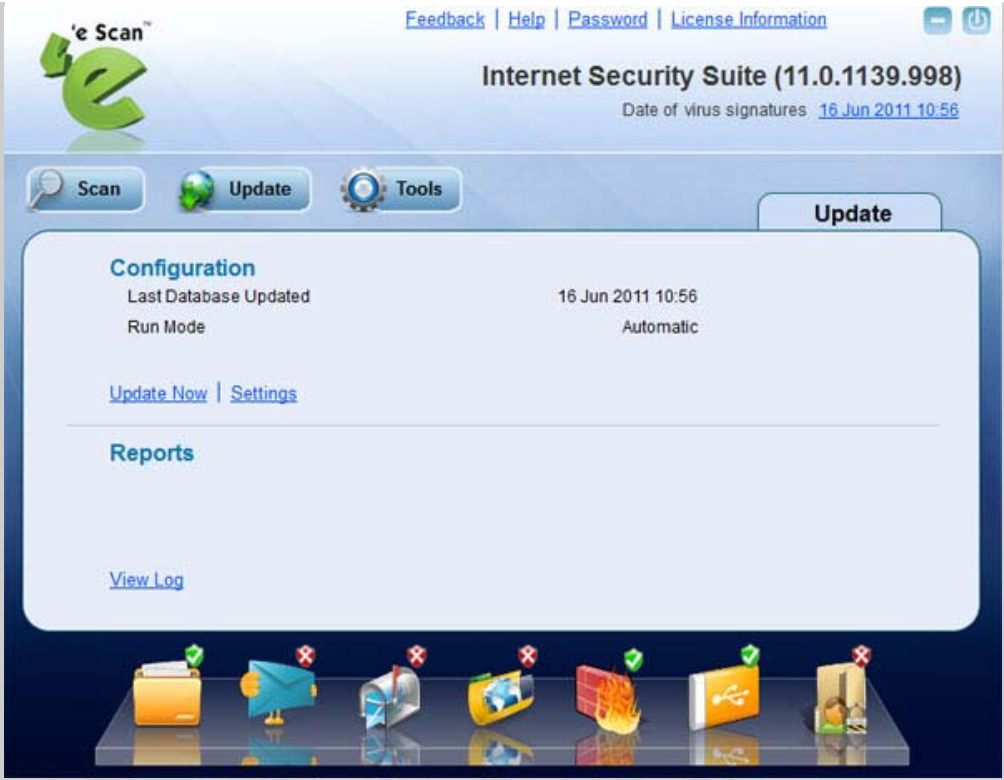 'e Scan™
Feedback | Help | Password | License Information
Internet Security Suite (11.0.1139.998)
Date of virus signatures 16 Jun 2011 10:56
Scan Update Tools
Update
Configuration
Last Database Updated 16 Jun 2011 10:56
Run Mode Automatic
Update Now | Settings
Reports
View Log